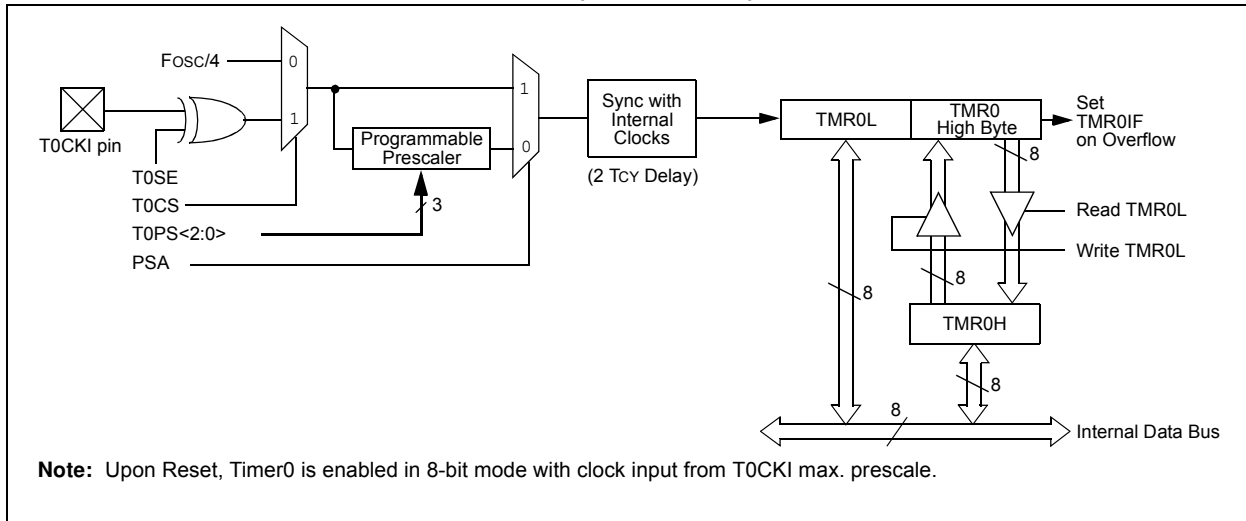 FOSC/4
0
1
T0CKI pin
T0SE
T0CS
T0PS<2:0>
PSA
Programmable
Prescaler
3
1
0
Sync with
Internal
Clocks
(2 TCY Delay)
TMR0L
TMR0
High Byte
Set
TMR0IF
on Overflow
8
Read TMR0L
Write TMR0L
8
8
TMR0H
8
8
Internal Data Bus
Note: Upon Reset, Timer0 is enabled in 8-bit mode with clock input from T0CKI max. prescale.